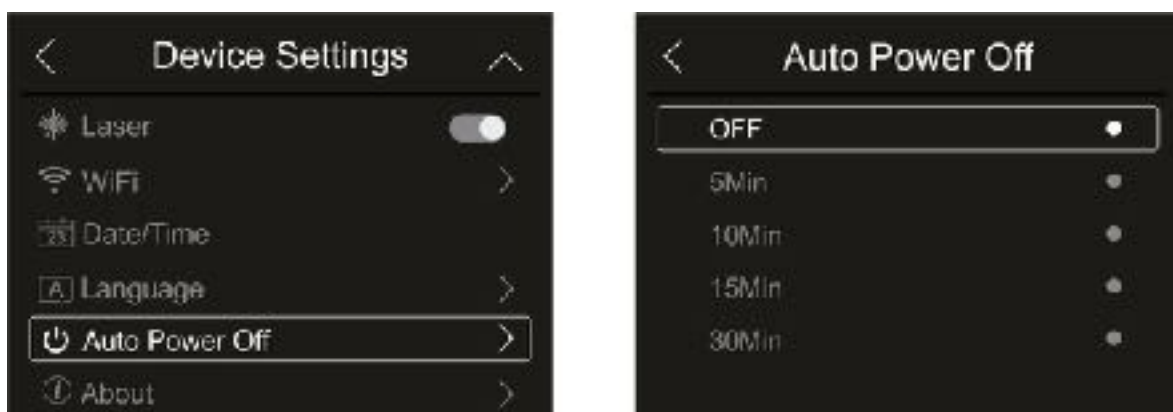 Device Settings
Laser
WiFi
Date/Time
Language
Auto Power Off
About
Auto Power Off
OFF
5Min
10Min
15Min
30Min